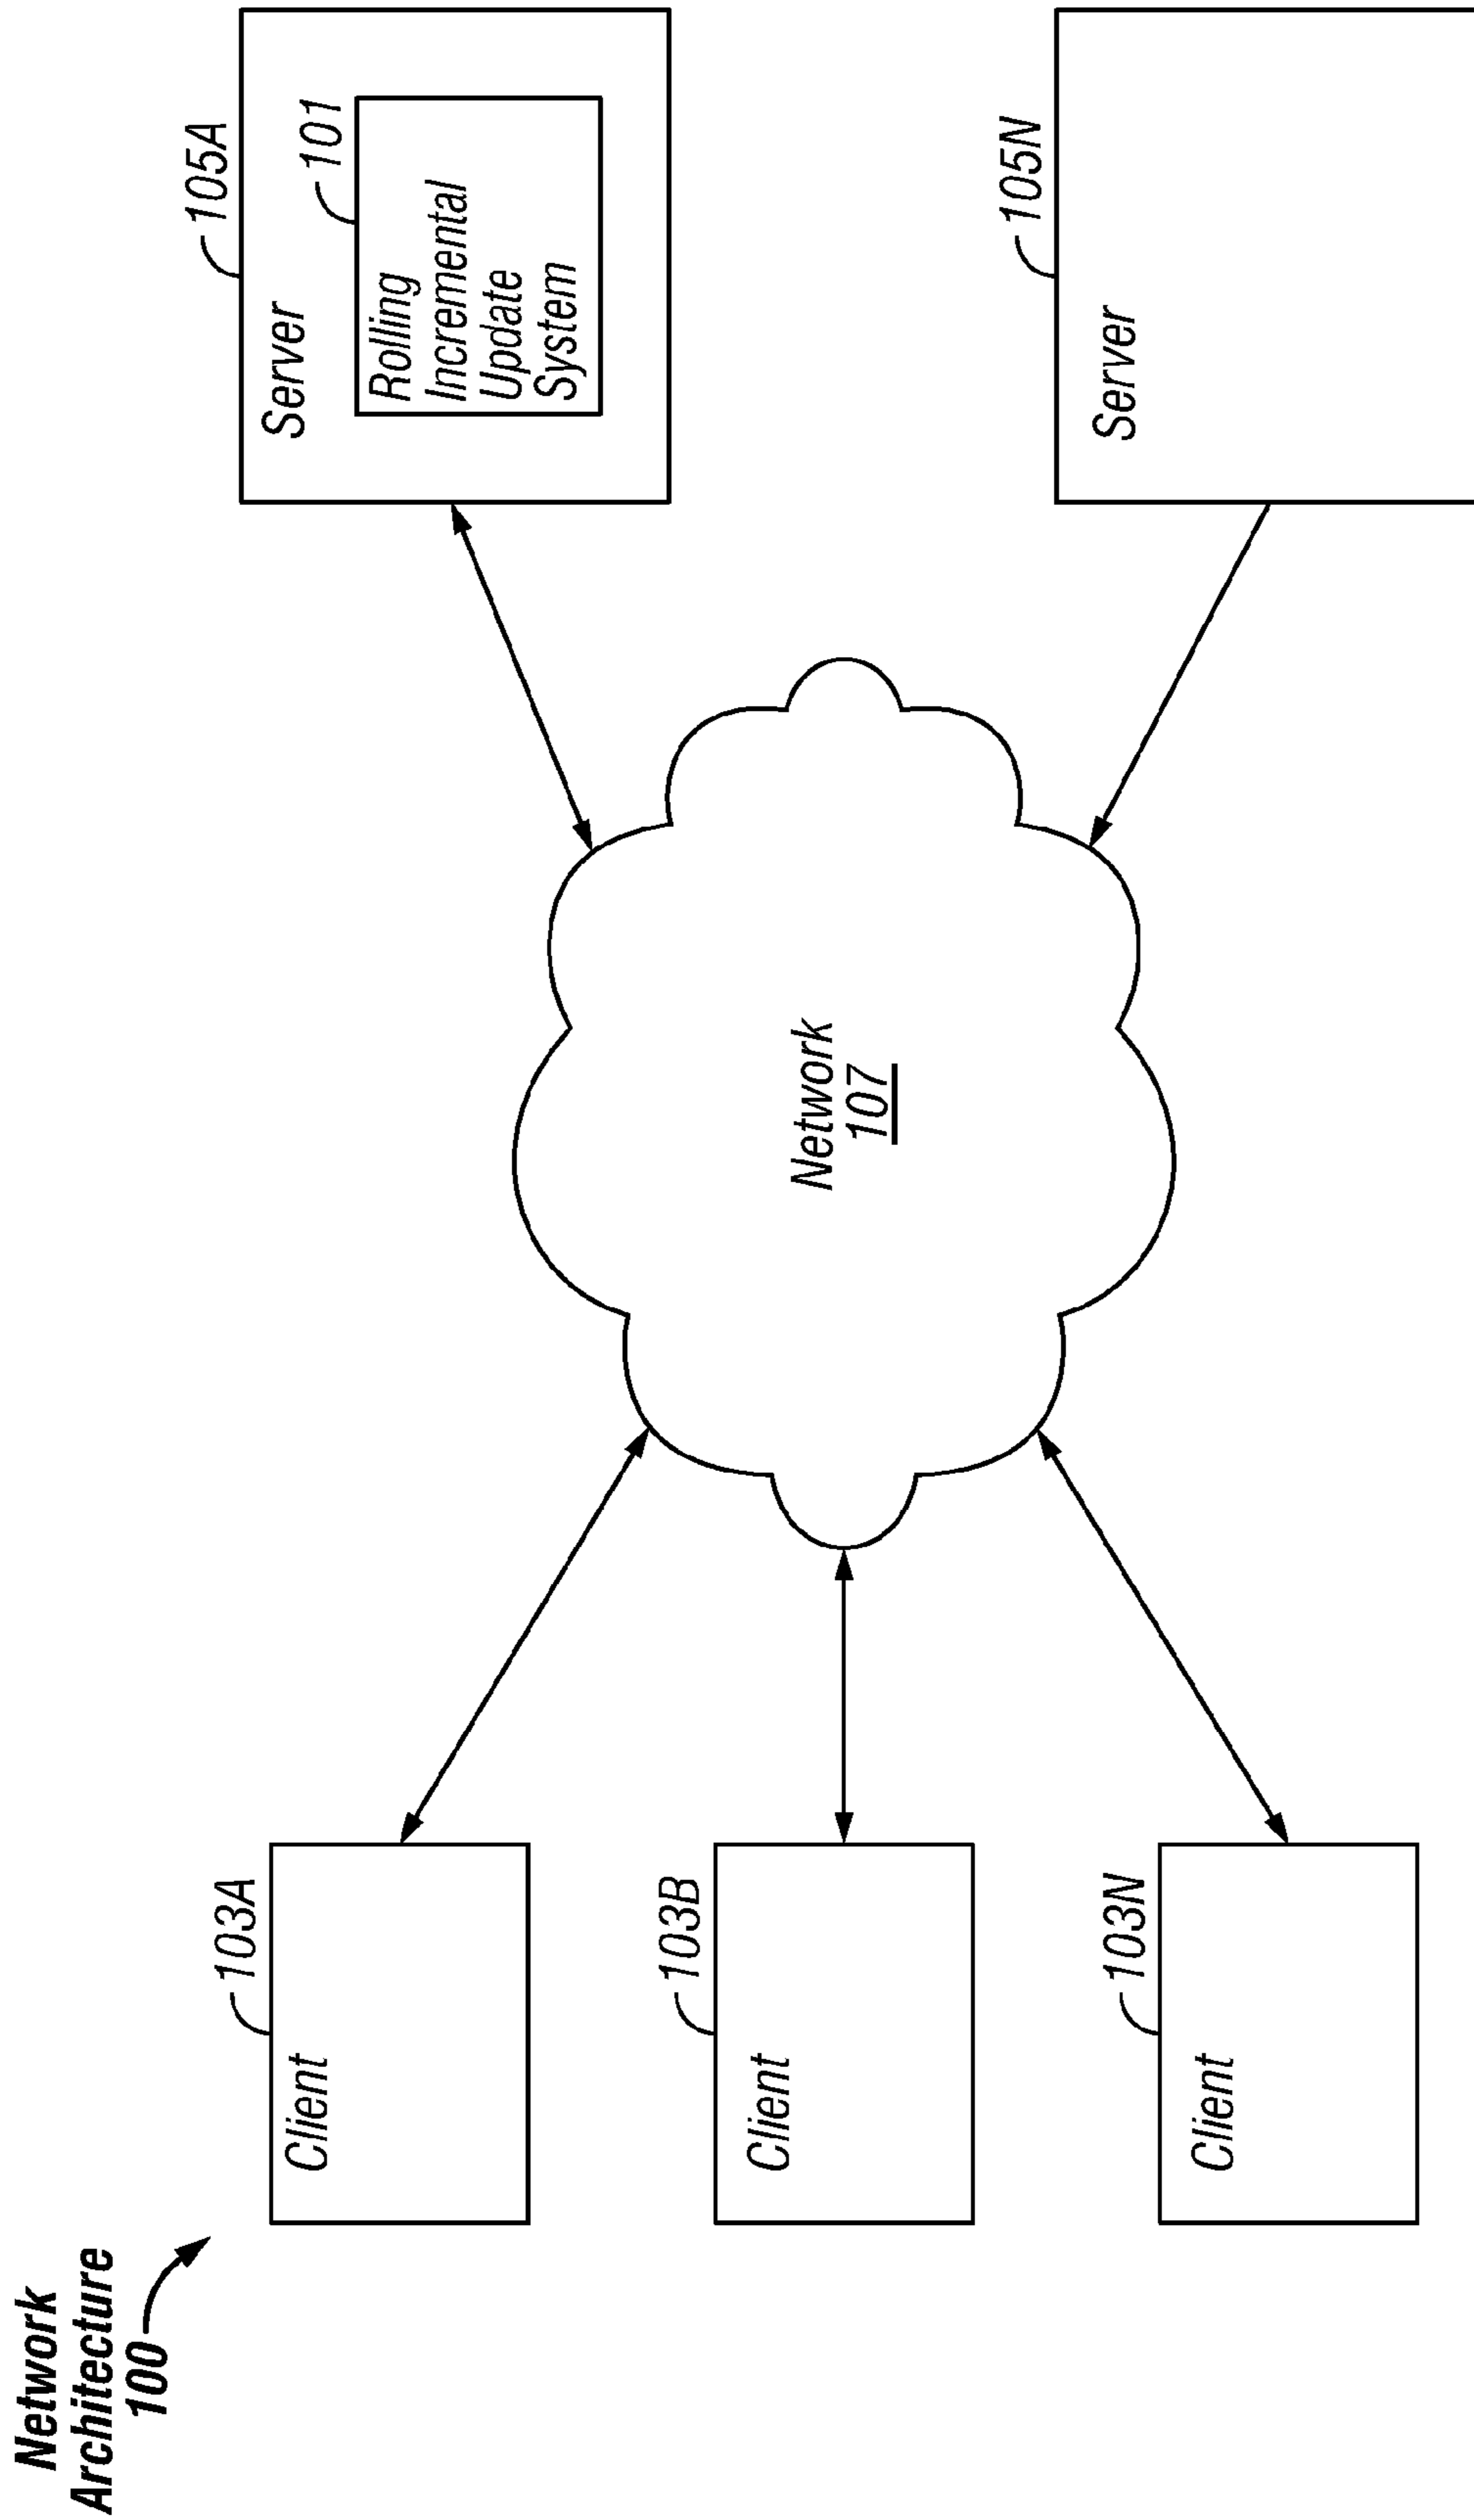 Network
Architecture
100
103A
Client
103B
Client
103N
Client
Network
107
105A
Server
101
Rolling
Incremental
Update
System
105N
Server